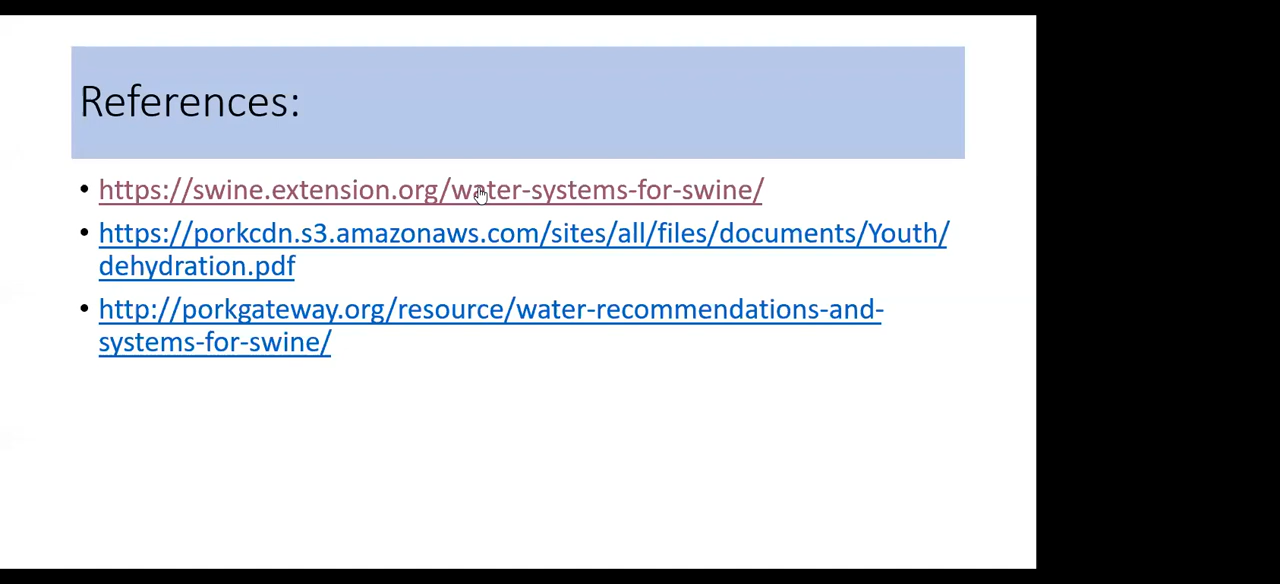 References:
• https://swine.extension.org/water-systems-for-swine/
• https://porkcdn.s3.amazonaws.com/sites/all/files/documents/Youth/
dehydration.pdf
• http://porkgateway.org/resource/water-recommendations-and-
systems-for-swine/